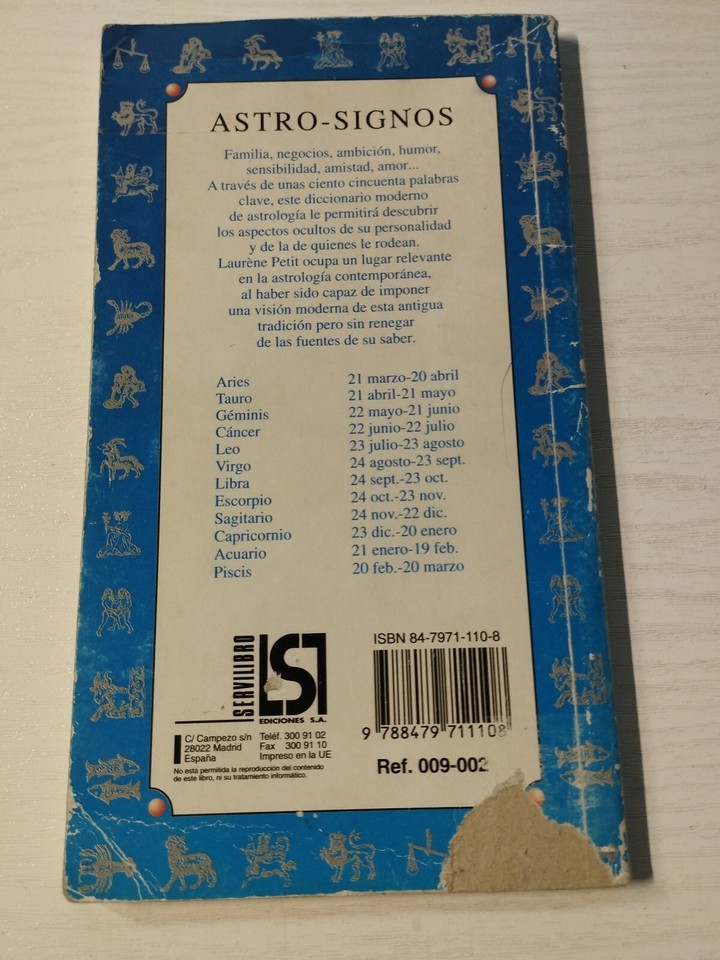 ASTRO-SIGNOS
Familia, negocios, ambición, humor,
sensibilidad, amistad, amor...
A través de unas ciento cincuenta palabras
clave, este diccionario moderno
de astrología le permitirá descubrir
los aspectos ocultos de su personalidad
y de la de quienes le rodean.
Laurène Petit ocupa un lugar relevante
en la astrología contemporánea,
al haber sido capaz de imponer
una visión moderna de esta antigua
tradición pero sin renegar
de las fuentes de su saber.
Aries 21 marzo-20 abril
Tauro 21 abril-21 mayo
Géminis 22 mayo-21 junio
Cáncer 22 junio-22 julio
Leo 23 julio-23 agosto
Virgo 24 agosto-23 sept.
Libra 24 sept.-23 oct.
Escorpio 24 oct.-23 nov.
Sagitario 24 nov.-22 dic.
Capricornio 23 dic.-20 enero
Acuario 21 enero-19 feb.
Piscis 20 feb.-20 marzo
SERVILIBRO
LSI
EDICIONES S.A.
C/ Campezo s/n
28022 Madrid
España
Teléf. 300 91 02
Fax 300 91 10
Impreso en la UE
No está permitida la reproducción del contenido
de este libro, ni su tratamiento informático.
ISBN 84-7971-110-8
9 788479 711108
Ref. 009-002